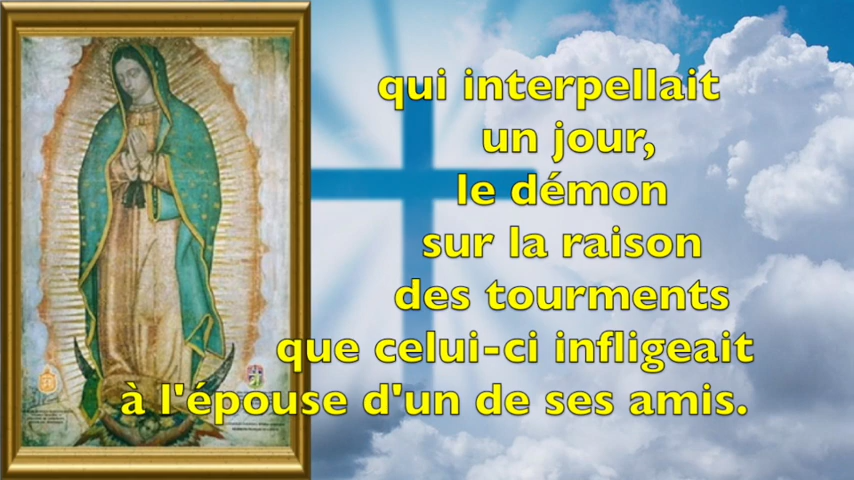 qui interpellait
un jour,
le démon
sur la raison
des tourments
que celui-ci infligeait
à l'épouse d'un de ses amis.